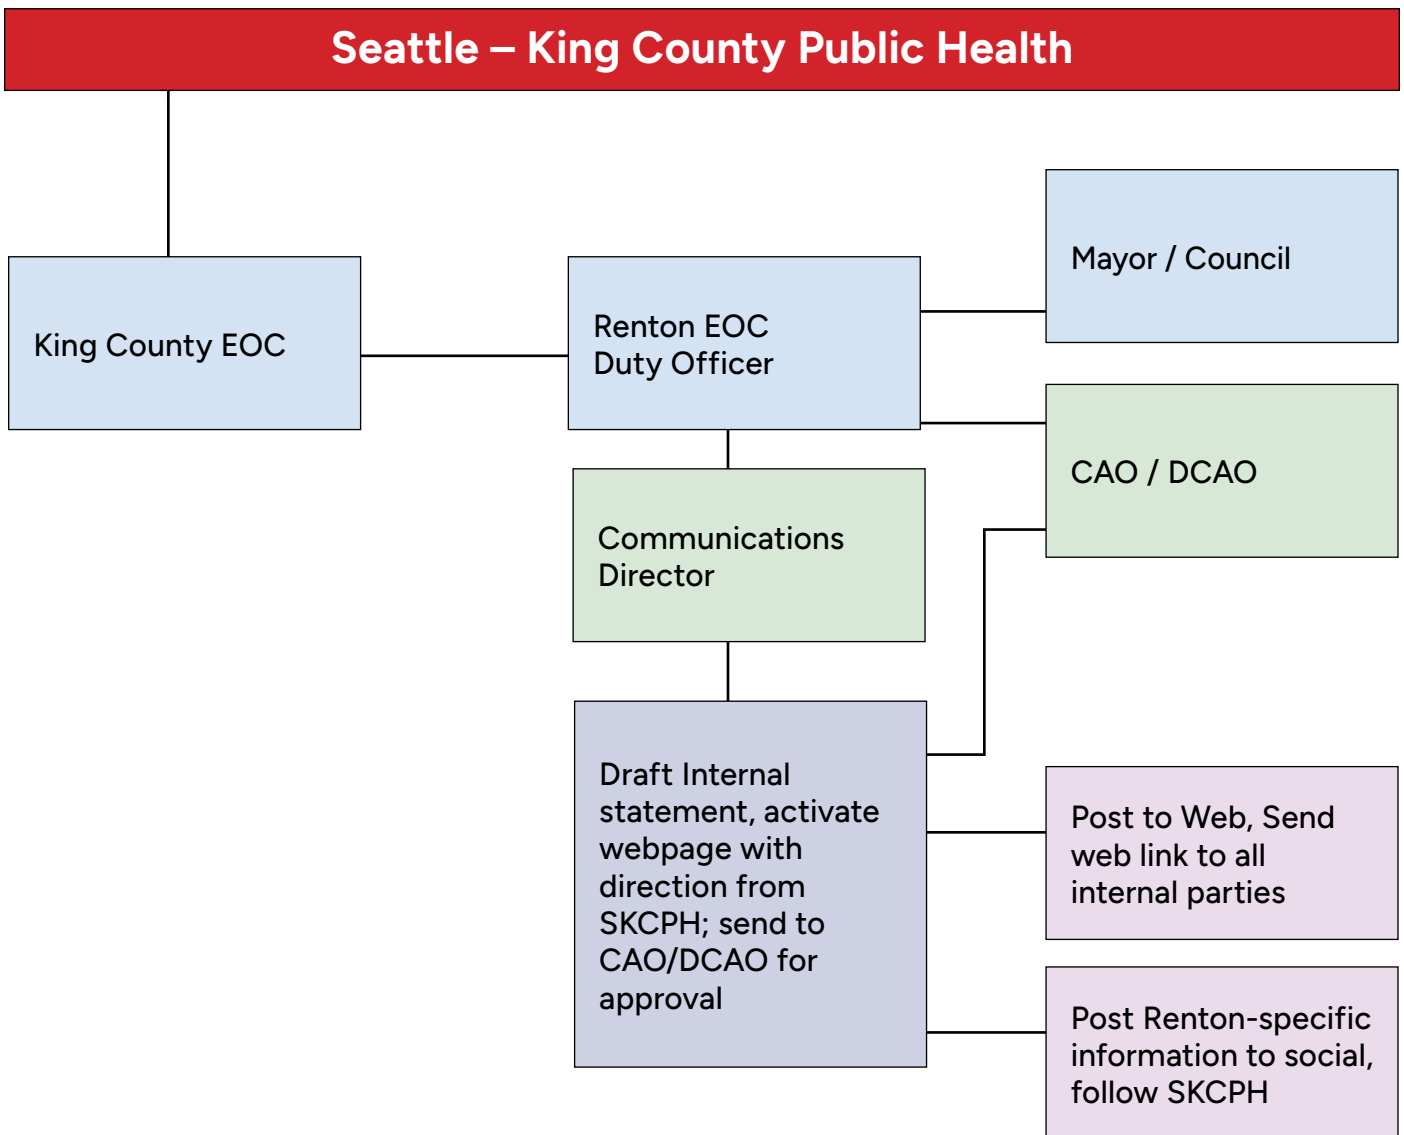 Seattle – King County Public Health
Mayor / Council
King County EOC
Renton EOC
Duty Officer
CAO / DCAO
Communications
Director
Draft Internal
statement, activate
webpage with
direction from
SKCPH; send to
CAO/DCAO for
approval
Post to Web, Send
web link to all
internal parties
Post Renton-specific
information to social,
follow SKCPH